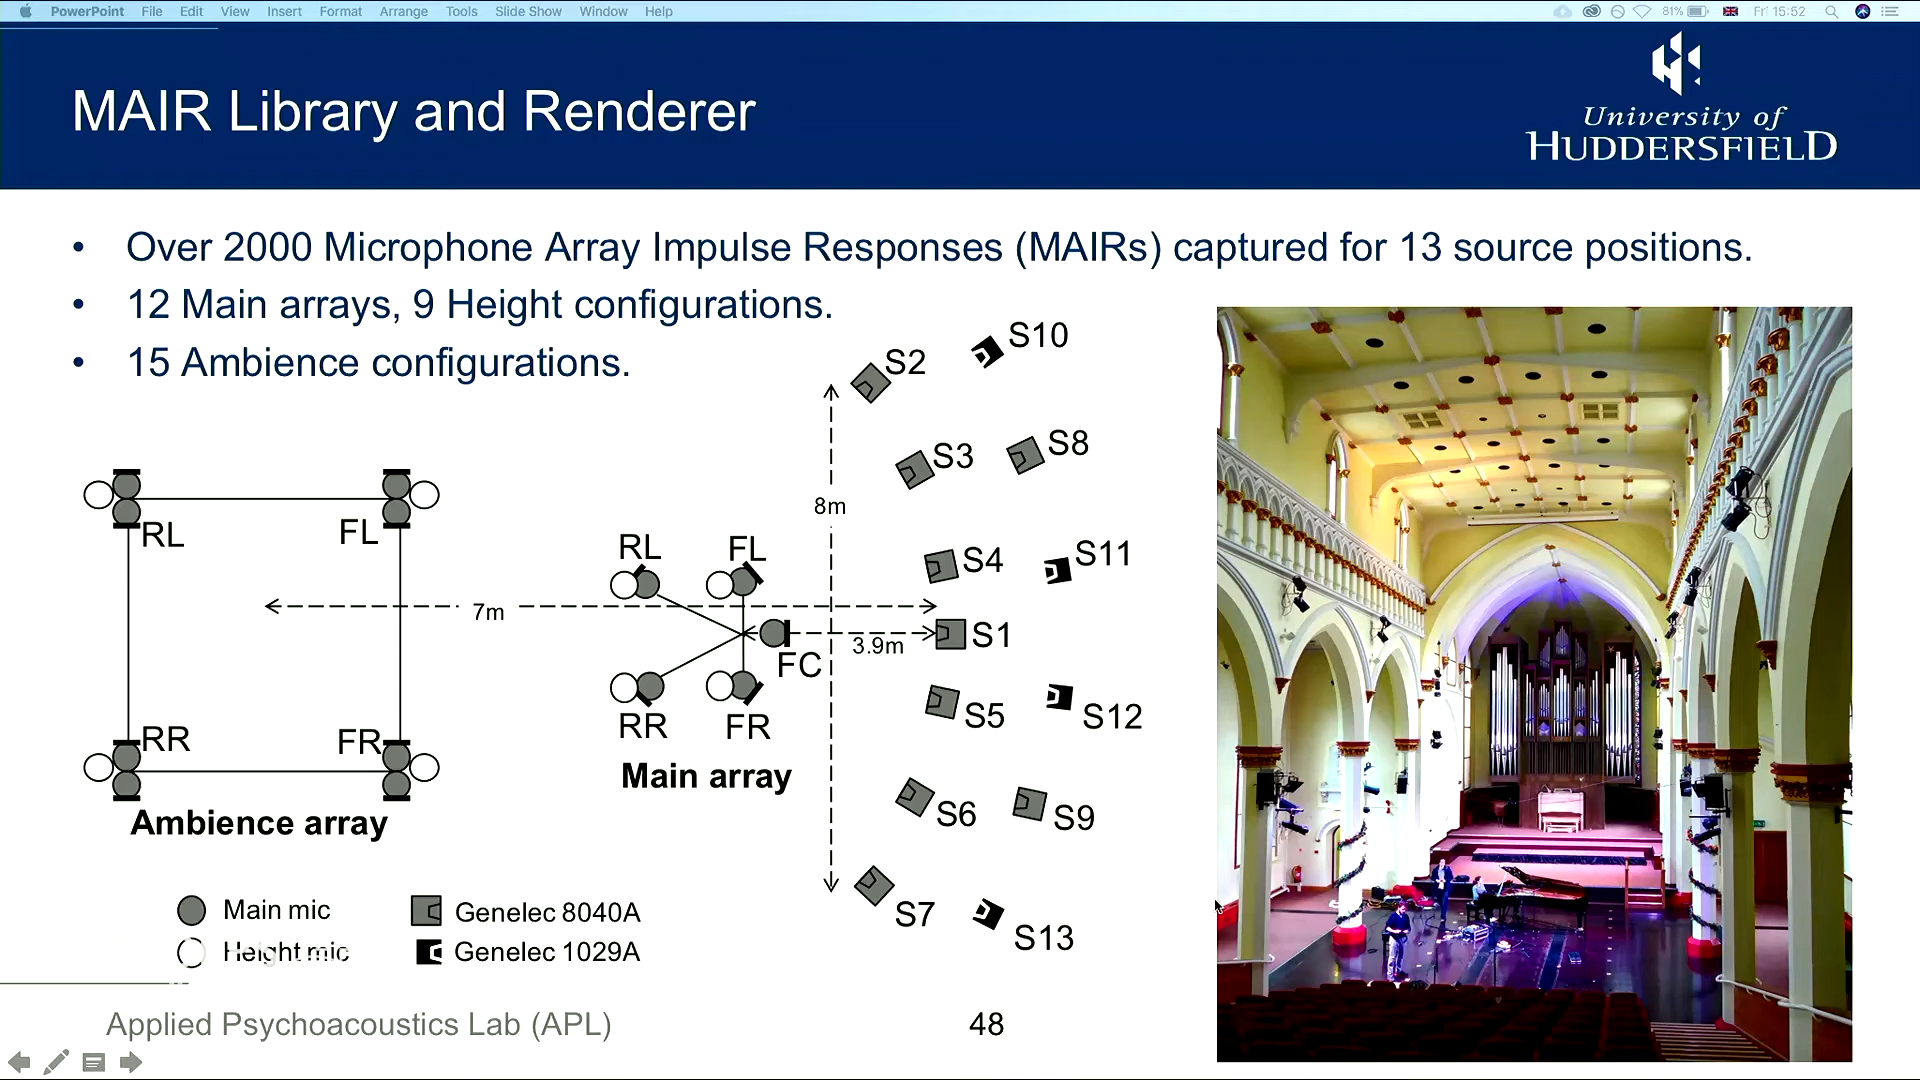 PowerPoint File Edit View Insert Format Arrange Tools Slide Show Window Help 81% Fri 15:52
MAIR Library and Renderer
University of
HUDDERSFIELD
• Over 2000 Microphone Array Impulse Responses (MAIRs) captured for 13 source positions.
• 12 Main arrays, 9 Height configurations.
• 15 Ambience configurations.
S10
S2
S3
S8
8m
RL
FL
RL
FL
S4
S11
7m
S1
3.9m
FC
S5
S12
RR
FR
RR
FR
Main array
S6
S9
Ambience array
S7
S13
Main mic
Genelec 8040A
Height mic
Genelec 1029A
Applied Psychoacoustics Lab (APL)
48